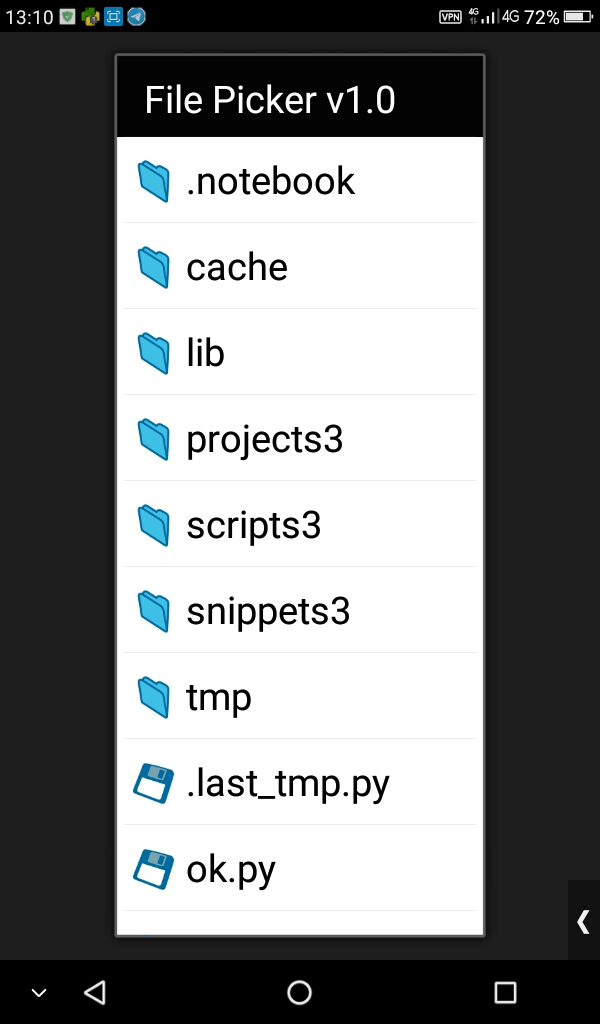 13:10 VPN 4G 4G 72%
File Picker v1.0
.notebook
cache
lib
projects3
scripts3
snippets3
tmp
.last_tmp.py
ok.py